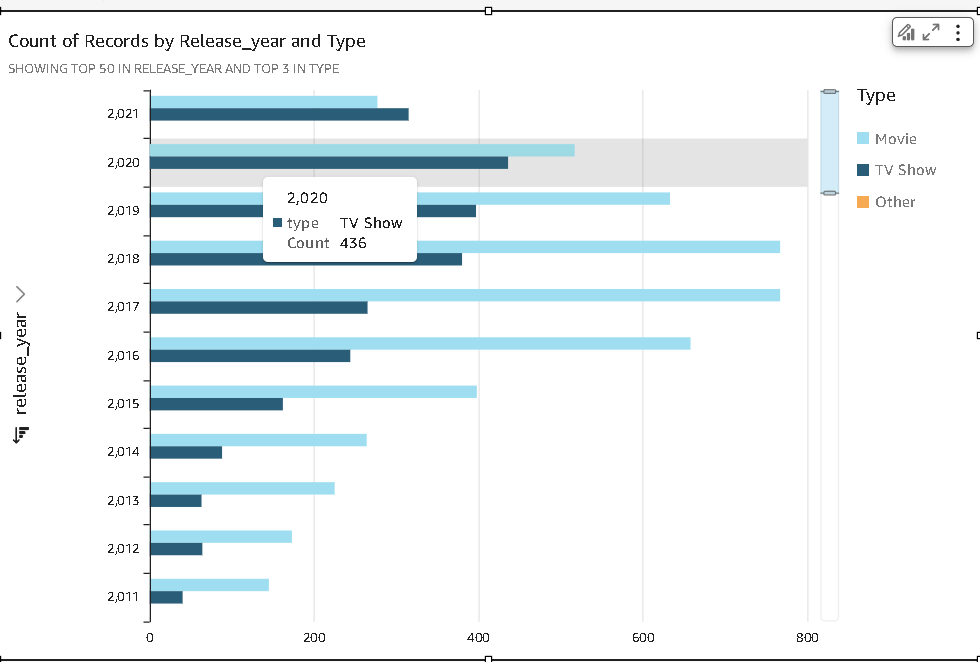 Count of Records by Release_year and Type
SHOWING TOP 50 IN RELEASE_YEAR AND TOP 3 IN TYPE
Type
Movie
TV Show
Other
release_year
2,021
2,020
2,019
2,018
2,017
2,016
2,015
2,014
2,013
2,012
2,011
2,020
type TV Show
Count 436
0 200 400 600 800